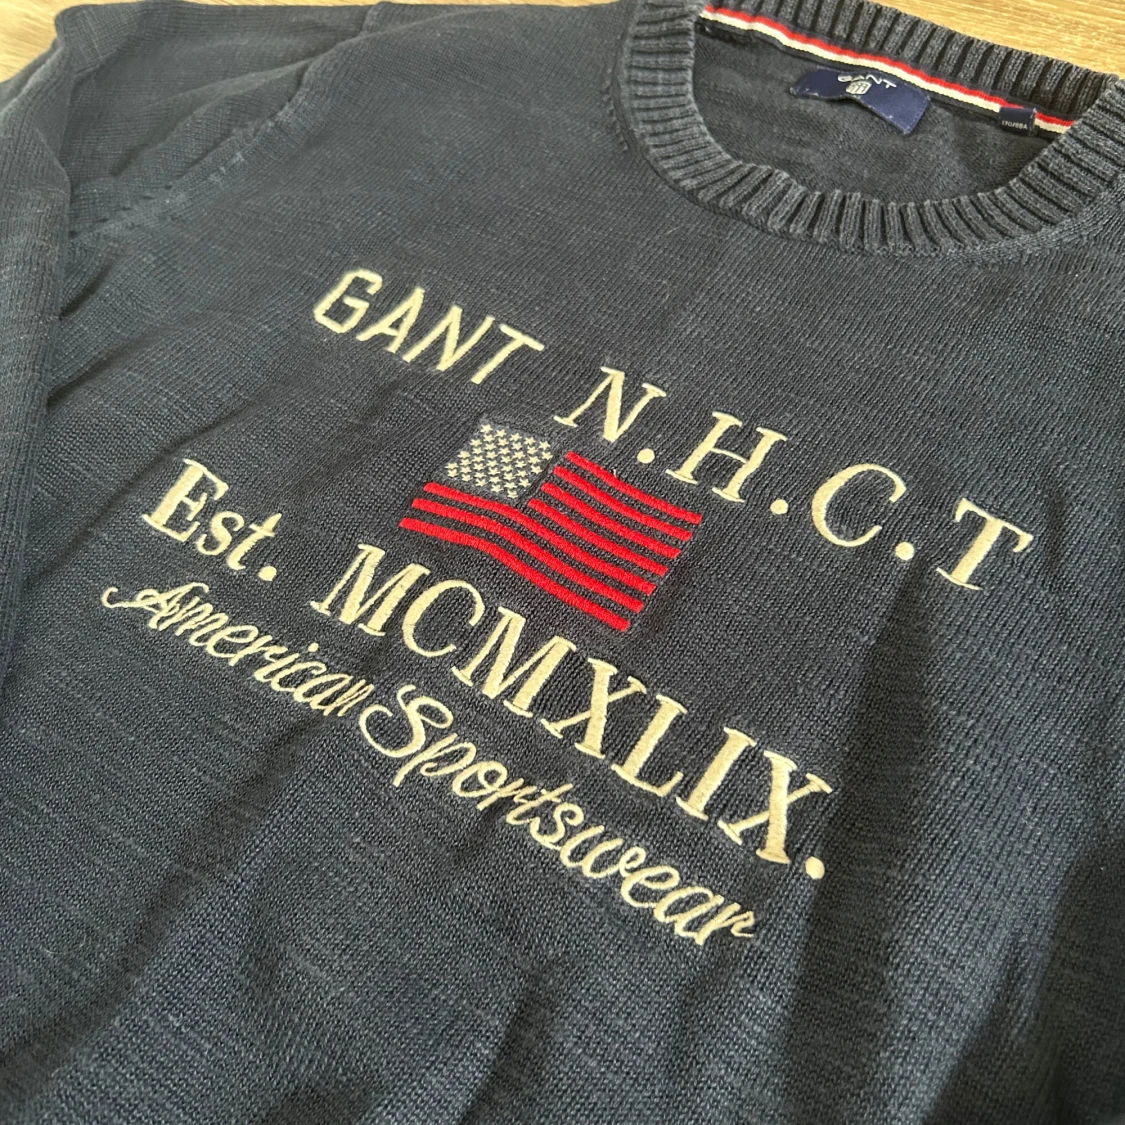 GANT
GANT N.H.C.T
Est. MCMXLIX.
American Sportswear